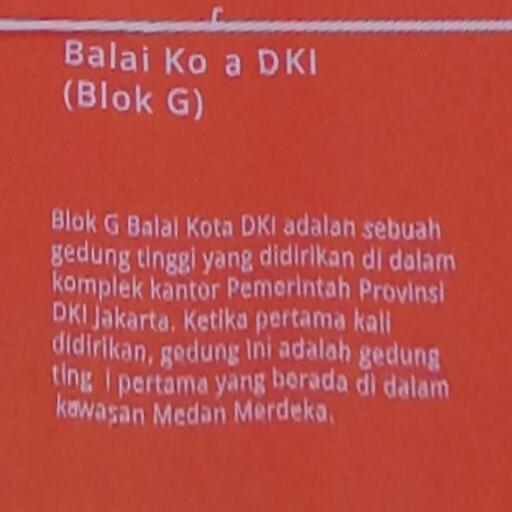 Balai Ko a DKI
(Blok G)
Blok G Balai Kota DKI adalah sebuah
gedung tinggi yang didirikan di dalam
komplek kantor Pemerintah Provinsi
DKI Jakarta. Ketika pertama kali
didirikan, gedung ini adalah gedung
ting i pertama yang berada di dalam
kawasan Medan Merdeka.